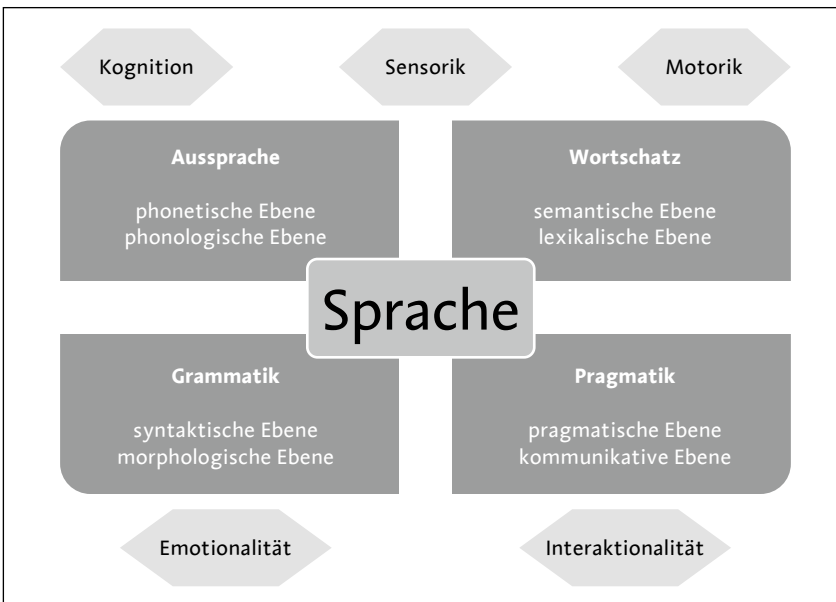 Kognition
Sensorik
Motorik
Aussprache
phonetische Ebene
phonologische Ebene
Wortschatz
semantische Ebene
lexikalische Ebene
Sprache
Grammatik
syntaktische Ebene
morphologische Ebene
Pragmatik
pragmatische Ebene
kommunikative Ebene
Emotionalität
Interaktionalität